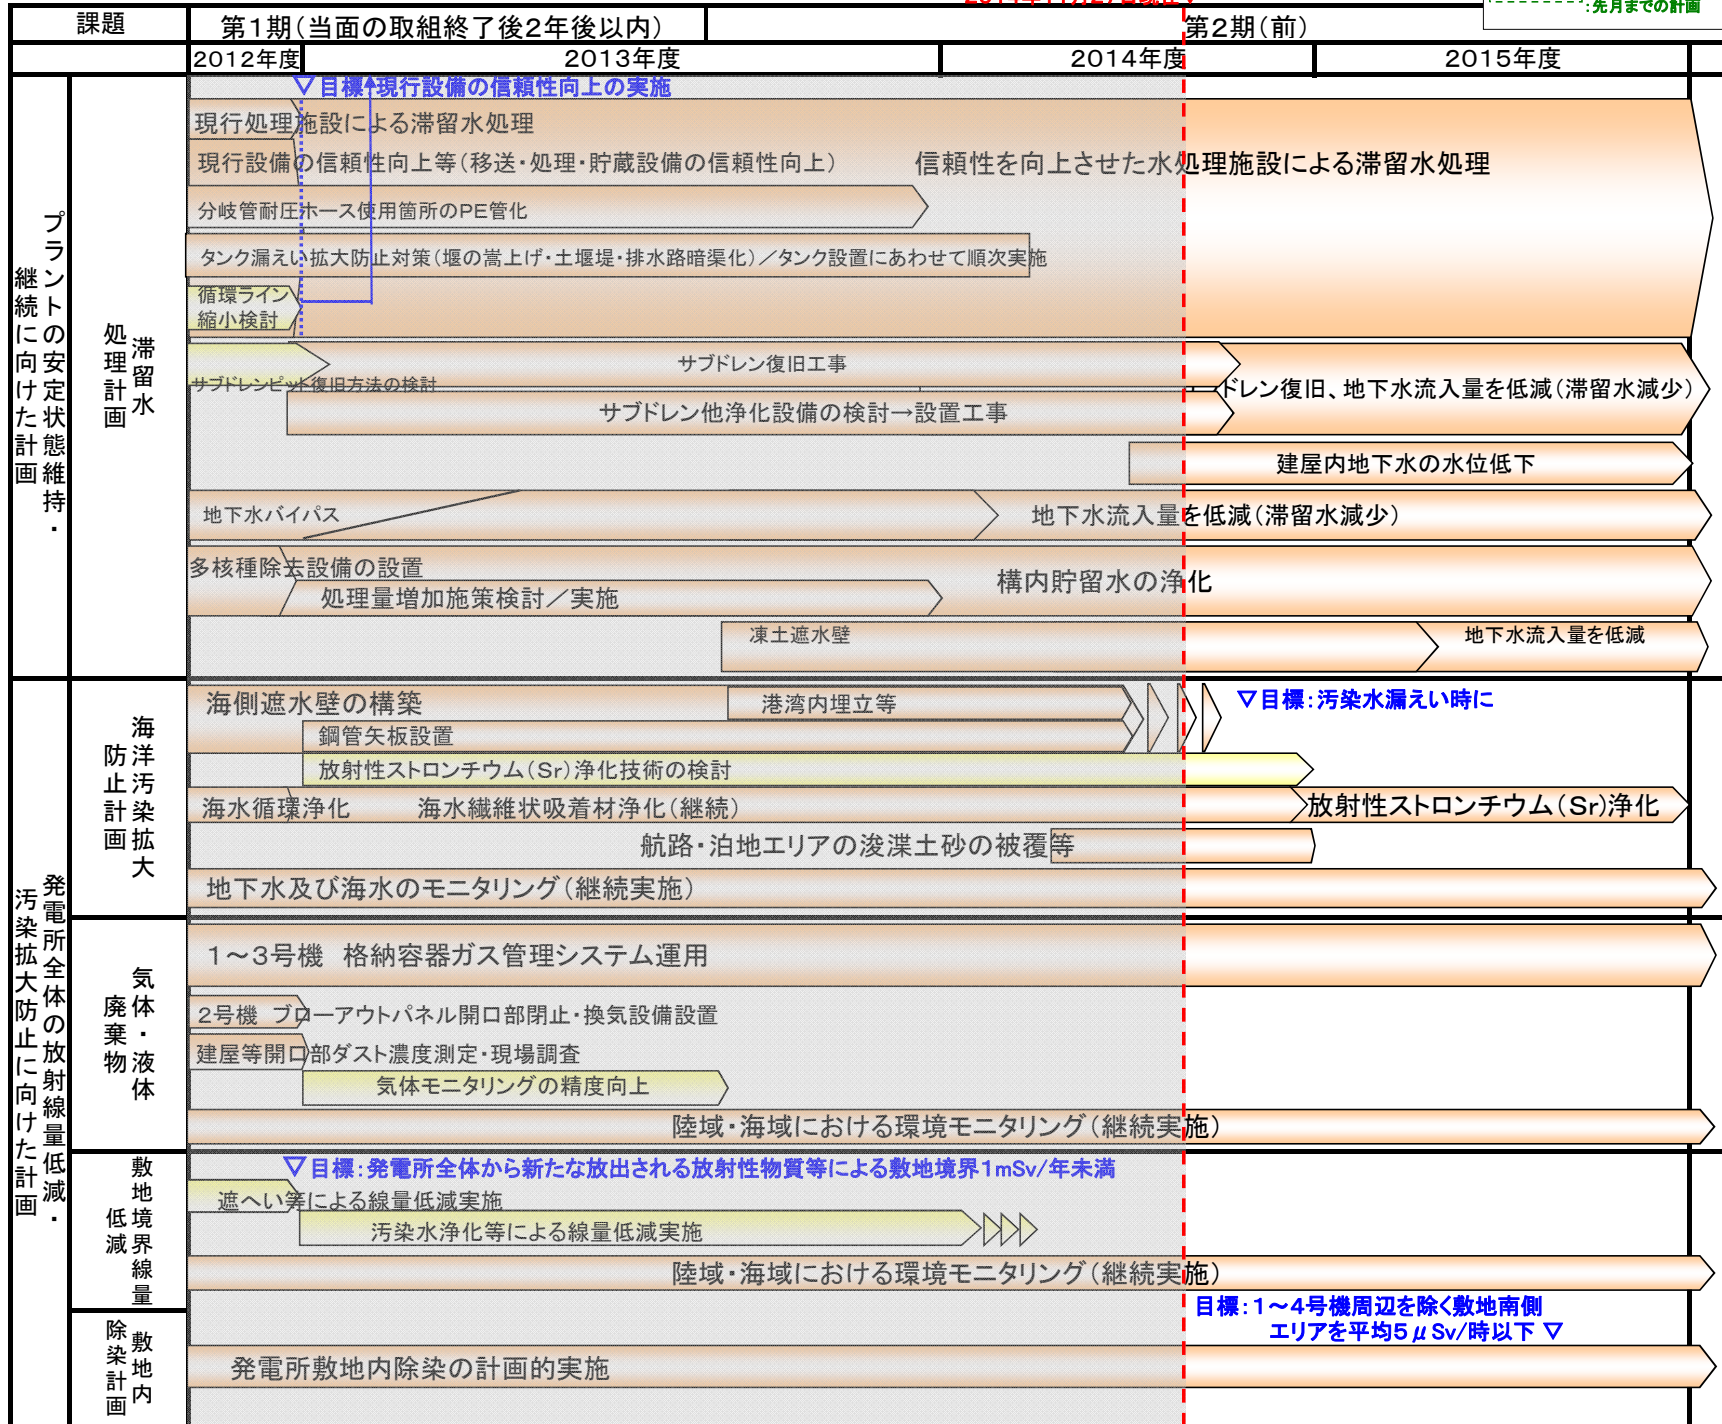 2014年11月27日現在▽
:先月までの計画
課題
第1期(当面の取組終了後2年後以内)
第2期(前)
2012年度
2013年度
2014年度
2015年度
プラントの安定状態維持・
継続に向けた計画
滞留水
処理計画
▽目標:現行設備の信頼性向上の実施
現行処理施設による滞留水処理
現行設備の信頼性向上等(移送・処理・貯蔵設備の信頼性向上)
信頼性を向上させた水処理施設による滞留水処理
分岐管耐圧ホース使用箇所のPE管化
タンク漏えい拡大防止対策(堰の嵩上げ・土堰堤・排水路暗渠化)/タンク設置にあわせて順次実施
循環ライン
縮小検討
サブドレン復旧工事
サブドレンピット復旧方法の検討
ドレン復旧、地下水流入量を低減(滞留水減少)
サブドレン他浄化設備の検討→設置工事
建屋内地下水の水位低下
地下水バイパス
地下水流入量を低減(滞留水減少)
多核種除去設備の設置
構内貯留水の浄化
処理量増加施策検討/実施
凍土遮水壁
地下水流入量を低減
発電所全体の放射線量低減・
汚染拡大防止に向けた計画
海洋汚染拡大
防止計画
海側遮水壁の構築
港湾内埋立等
▽目標:汚染水漏えい時に
鋼管矢板設置
放射性ストロンチウム(Sr)浄化技術の検討
海水循環浄化
海水繊維状吸着材浄化(継続)
放射性ストロンチウム(Sr)浄化
航路・泊地エリアの浚渫土砂の被覆等
地下水及び海水のモニタリング(継続実施)
気体・液体
廃棄物
1~3号機 格納容器ガス管理システム運用
2号機 ブローアウトパネル開口部閉止・換気設備設置
建屋等開口部ダスト濃度測定・現場調査
気体モニタリングの精度向上
陸域・海域における環境モニタリング(継続実施)
敷地境界線量
低減
▽目標:発電所全体から新たな放出される放射性物質等による敷地境界1mSv/年未満
遮へい等による線量低減実施
汚染水浄化等による線量低減実施
陸域・海域における環境モニタリング(継続実施)
敷地内
除染計画
目標:1~4号機周辺を除く敷地南側
エリアを平均5μSv/時以下 ▽
発電所敷地内除染の計画的実施